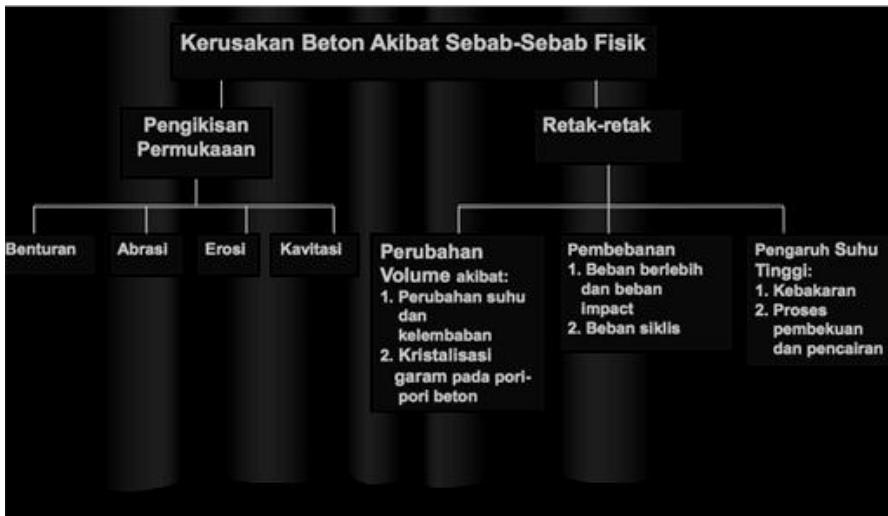 Kerusakan Beton Akibat Sebab-Sebab Fisik
Pengikisan
Permukaaan
Retak-retak
Benturan
Abrasi
Erosi
Kavitasi
Perubahan
Volume akibat:
1. Perubahan suhu
dan
kelembaban
2. Kristalisasi
garam pada pori-
pori beton
Pembebanan
1. Beban berlebih
dan beban
impact
2. Beban siklis
Pengaruh Suhu
Tinggi:
1. Kebakaran
2. Proses
pembekuan
dan pencairan